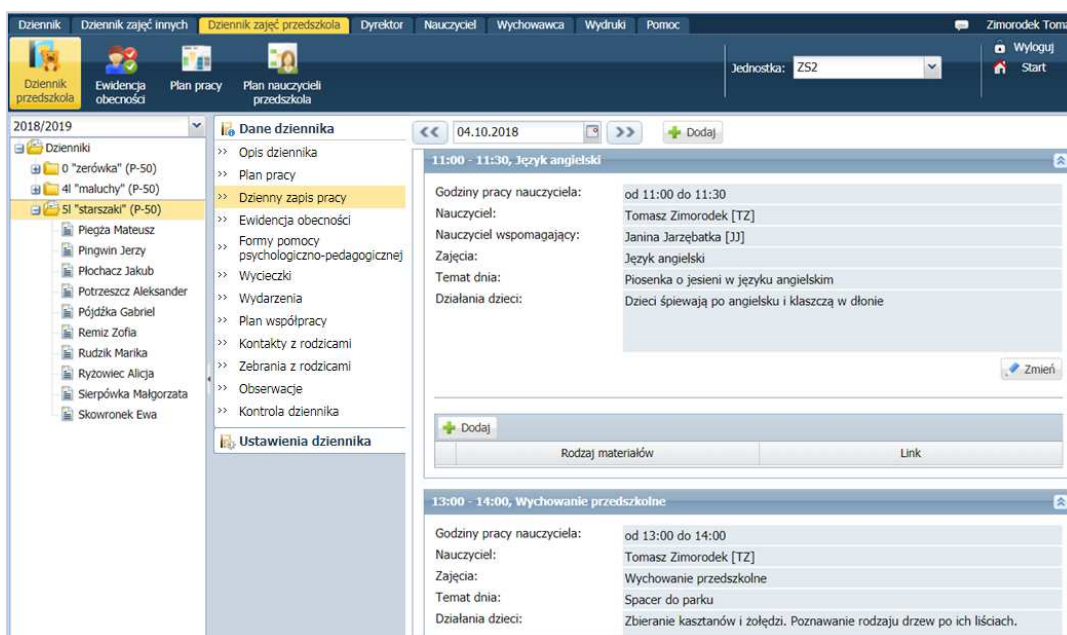 Dziennik Dziennik zajęć innych Dziennik zajęć przedszkola Dyrektor Nauczyciel Wychowawca Wydruki Pomoc Zimorodek Toma
Dziennik przedszkola
Ewidencja obecności
Plan pracy
Plan nauczycieli przedszkola
Jednostka: ZS2
Wyloguj
Start
2018/2019
Dzienniki
0 "zerówka" (P-50)
4l "maluchy" (P-50)
5l "starszaki" (P-50)
Piegża Mateusz
Pingwin Jerzy
Płochacz Jakub
Potrzeszcz Aleksander
Pójdźka Gabriel
Remiz Zofia
Rudzik Marika
Ryżowiec Alicja
Sierpówka Małgorzata
Skowronek Ewa
Dane dziennika
>> Opis dziennika
>> Plan pracy
>> Dzienny zapis pracy
>> Ewidencja obecności
>> Formy pomocy
psychologiczno-pedagogicznej
>> Wycieczki
>> Wydarzenia
>> Plan współpracy
>> Kontakty z rodzicami
>> Zebrania z rodzicami
>> Obserwacje
>> Kontrola dziennika
Ustawienia dziennika
<< 04.10.2018 >> Dodaj
11:00 - 11:30, Język angielski
Godziny pracy nauczyciela: od 11:00 do 11:30
Nauczyciel: Tomasz Zimorodek [TZ]
Nauczyciel wspomagający: Janina Jarzębatka [JJ]
Zajęcia: Język angielski
Temat dnia: Piosenka o jesieni w języku angielskim
Działania dzieci: Dzieci śpiewają po angielsku i klaszczą w dłonie
Zmień
Dodaj
Rodzaj materiałów Link
13:00 - 14:00, Wychowanie przedszkolne
Godziny pracy nauczyciela: od 13:00 do 14:00
Nauczyciel: Tomasz Zimorodek [TZ]
Zajęcia: Wychowanie przedszkolne
Temat dnia: Spacer do parku
Działania dzieci: Zbieranie kasztanów i żołędzi. Poznawanie rodzaju drzew po ich liściach.